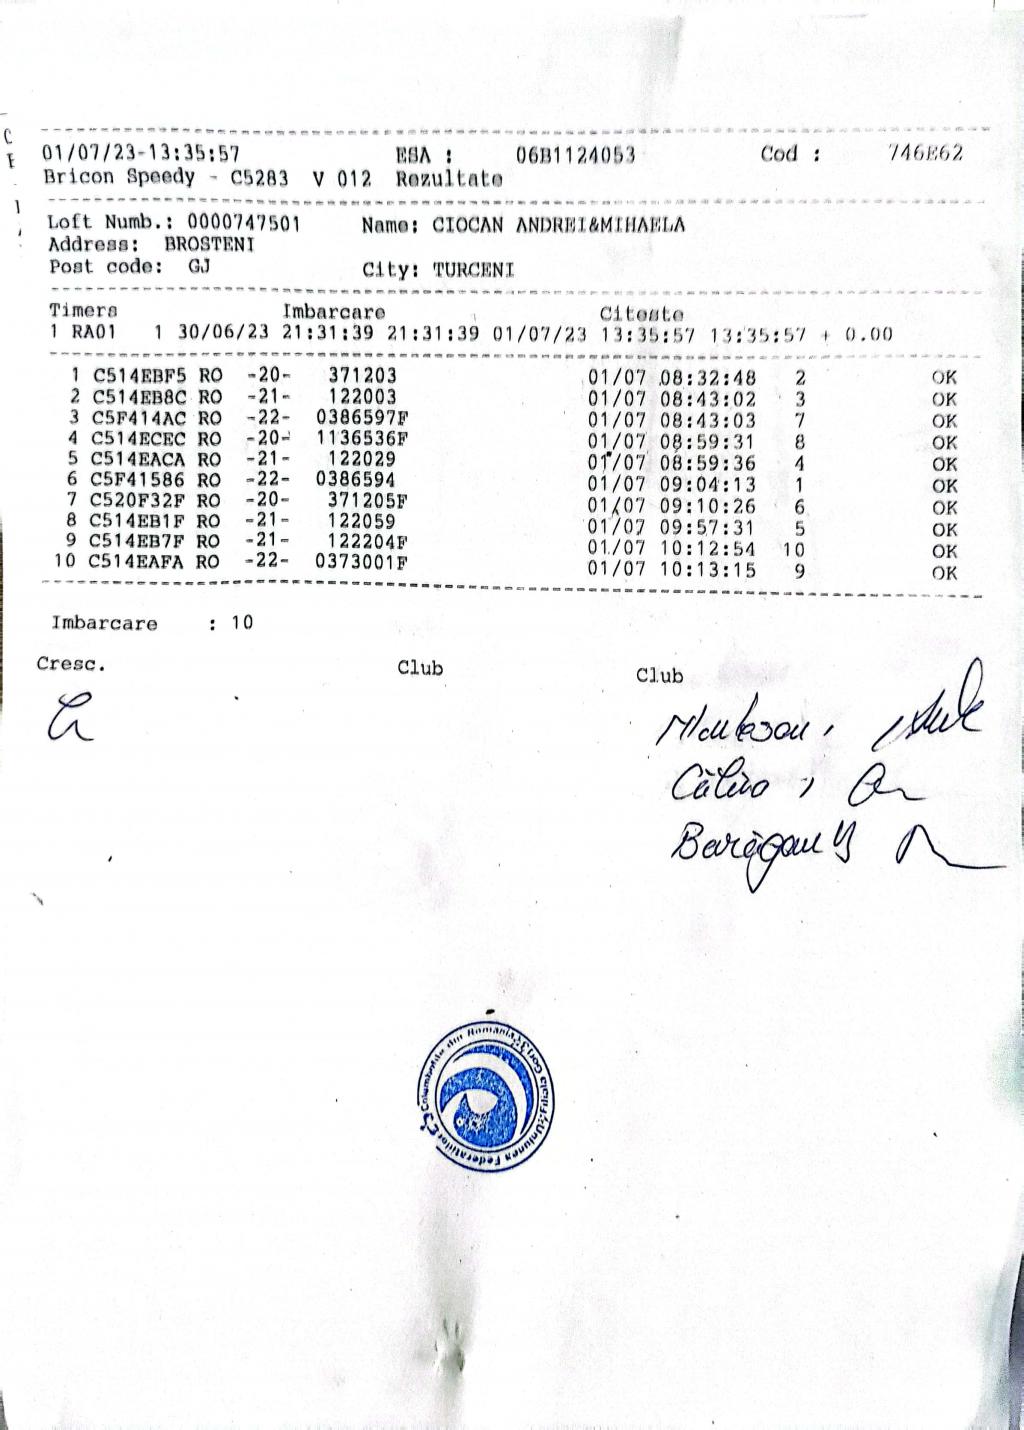 01/07/23-13:35:57 ESA : 06B1124053 Cod : 746E62
Bricon Speedy - C5283 V 012 Rezultate
Loft Numb.: 0000747501 Name: CIOCAN ANDREI&MIHAELA
Address: BROSTENI
Post code: GJ City: TURCENI
Timers Imbarcare Citeste
1 RA01 1 30/06/23 21:31:39 21:31:39 01/07/23 13:35:57 13:35:57 + 0.00
1 C514EBF5 RO -20- 371203 01/07 08:32:48 2 OK
2 C514EB8C RO -21- 122003 01/07 08:43:02 3 OK
3 C5F414AC RO -22- 0386597F 01/07 08:43:03 7 OK
4 C514ECEC RO -20- 1136536F 01/07 08:59:31 8 OK
5 C514EACA RO -21- 122029 01/07 08:59:36 4 OK
6 C5F41586 RO -22- 0386594 01/07 09:04:13 1 OK
7 C520F32F RO -20- 371205F 01/07 09:10:26 6 OK
8 C514EB1F RO -21- 122059 01/07 09:57:31 5 OK
9 C514EB7F RO -21- 122204F 01/07 10:12:54 10 OK
10 C514EAFA RO -22- 0373001F 01/07 10:13:15 9 OK
Imbarcare : 10
Cresc. Club Club
Uniunea Federatiilor Columbofile din Romania Filiala Gorj